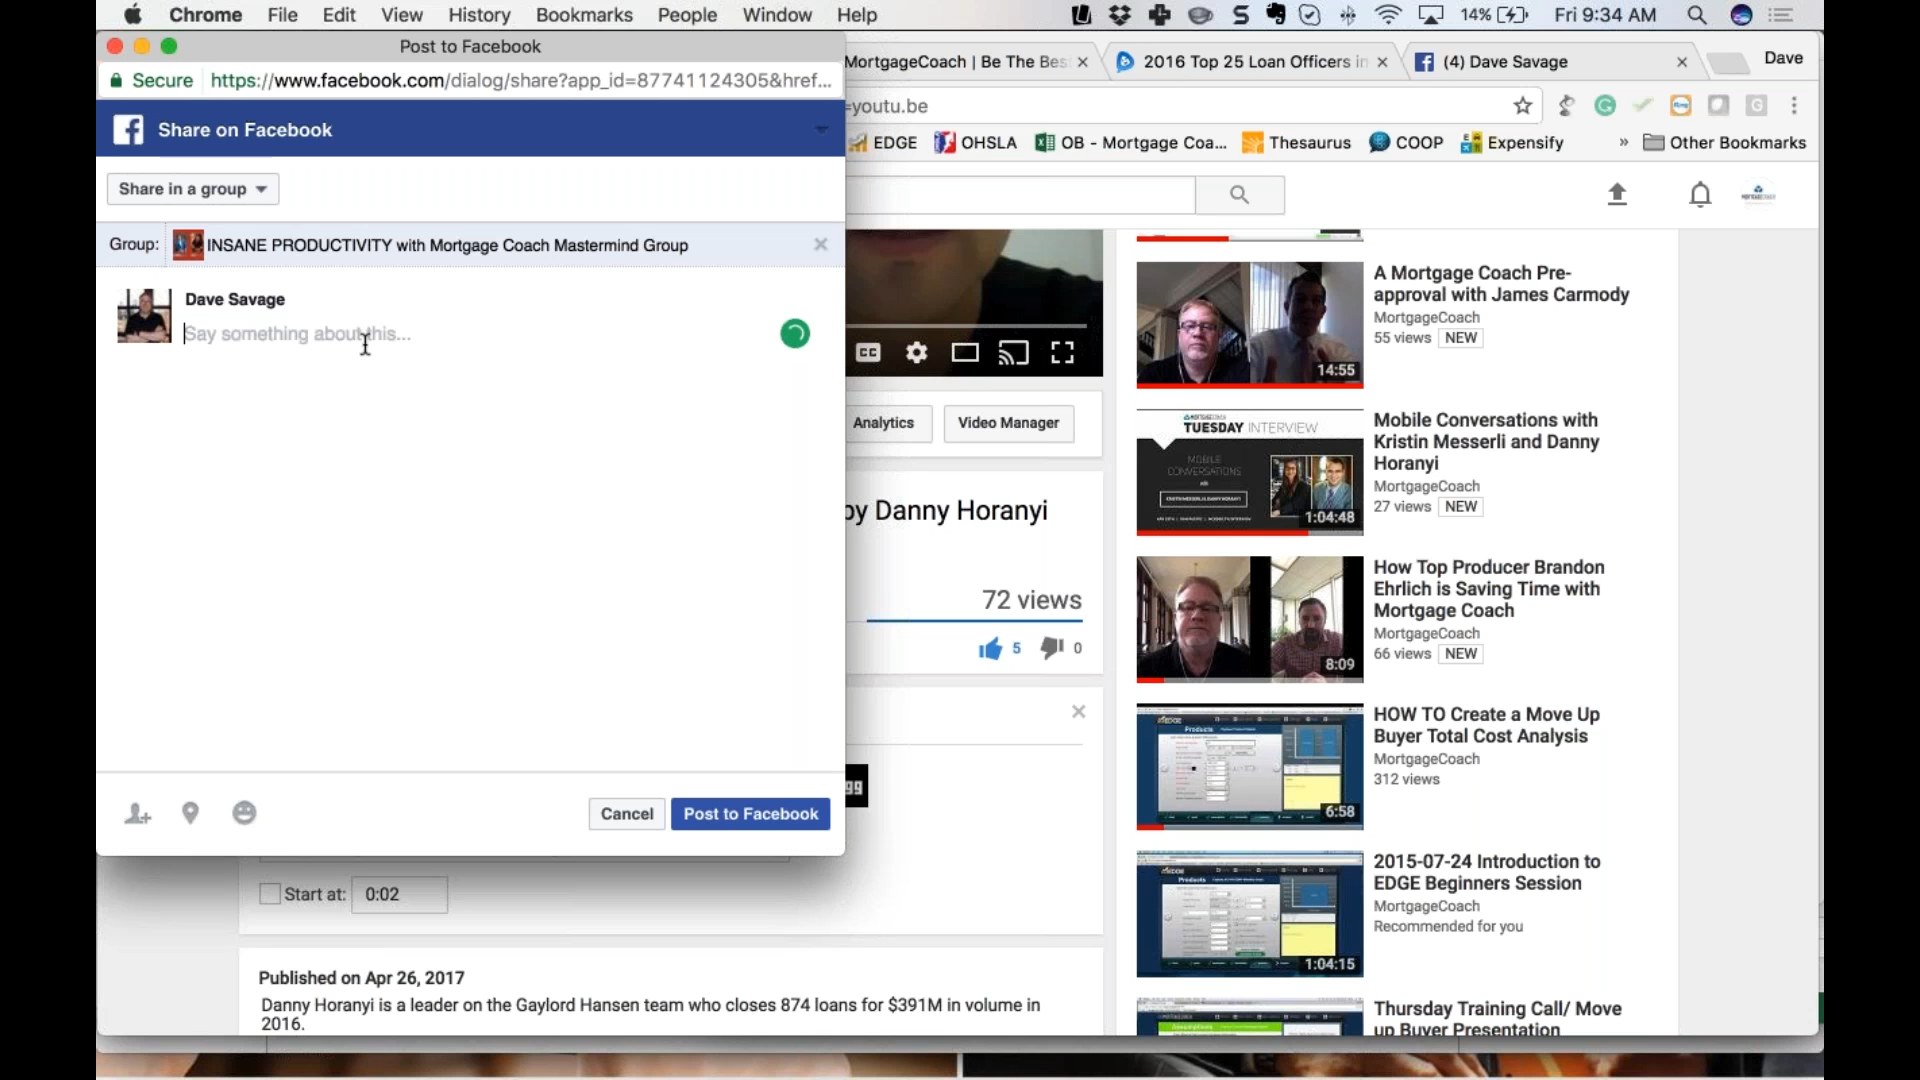 Chrome File Edit View History Bookmarks People Window Help 14% Fri 9:34 AM
Post to Facebook
MortgageCoach | Be The Bes 2016 Top 25 Loan Officers in (4) Dave Savage Dave
Secure https://www.facebook.com/dialog/share?app_id=87741124305&href...
=youtu.be
Share on Facebook
EDGE OHSLA OB - Mortgage Coa... Thesaurus COOP Expensify » Other Bookmarks
Share in a group
Group: INSANE PRODUCTIVITY with Mortgage Coach Mastermind Group
Dave Savage
Say something about this...
Cancel Post to Facebook
CC
Analytics Video Manager
by Danny Horanyi
72 views
5 0
Start at: 0:02
Published on Apr 26, 2017
Danny Horanyi is a leader on the Gaylord Hansen team who closes 874 loans for $391M in volume in
2016.
A Mortgage Coach Pre-
approval with James Carmody
MortgageCoach
55 views NEW
14:55
TUESDAY INTERVIEW
MOBILE
CONVERSATIONS
1:04:48
Mobile Conversations with
Kristin Messerli and Danny
Horanyi
MortgageCoach
27 views NEW
How Top Producer Brandon
Ehrlich is Saving Time with
Mortgage Coach
MortgageCoach
66 views NEW
8:09
HOW TO Create a Move Up
Buyer Total Cost Analysis
MortgageCoach
312 views
EDGE
Products
6:58
2015-07-24 Introduction to
EDGE Beginners Session
MortgageCoach
Recommended for you
EDGE
Products
1:04:15
Thursday Training Call/ Move
up Buyer Presentation